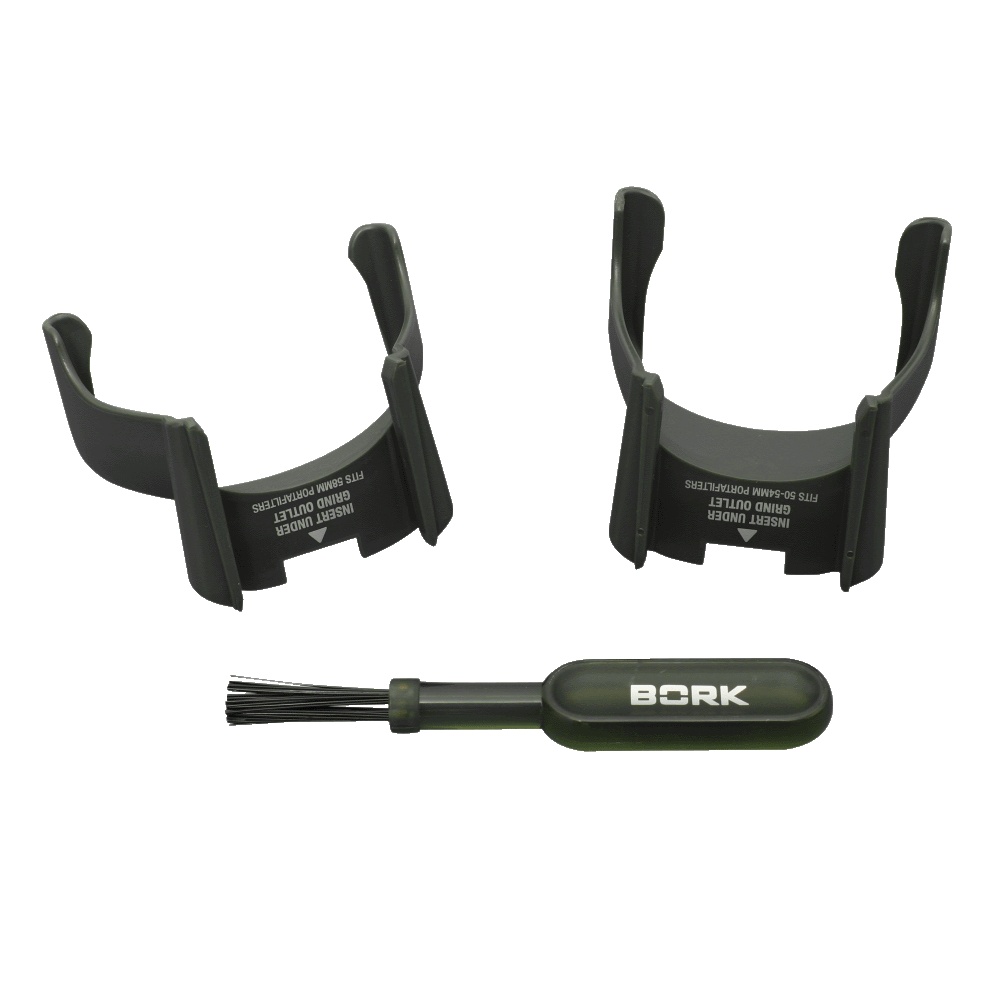 INSERT UNDER
GRIND OUTLET
FITS 58MM PORTAFILTERS
INSERT UNDER
GRIND OUTLET
FITS 50-54MM PORTAFILTERS
BORK